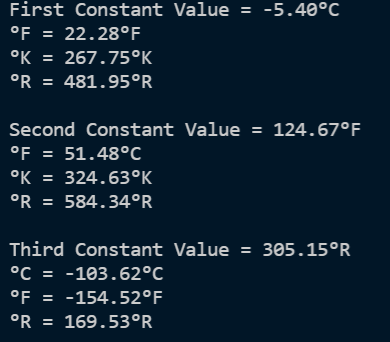 First Constant Value = -5.40°C
°F = 22.28°F
°K = 267.75°K
°R = 481.95°R

Second Constant Value = 124.67°F
°F = 51.48°C
°K = 324.63°K
°R = 584.34°R

Third Constant Value = 305.15°R
°C = -103.62°C
°F = -154.52°F
°R = 169.53°R